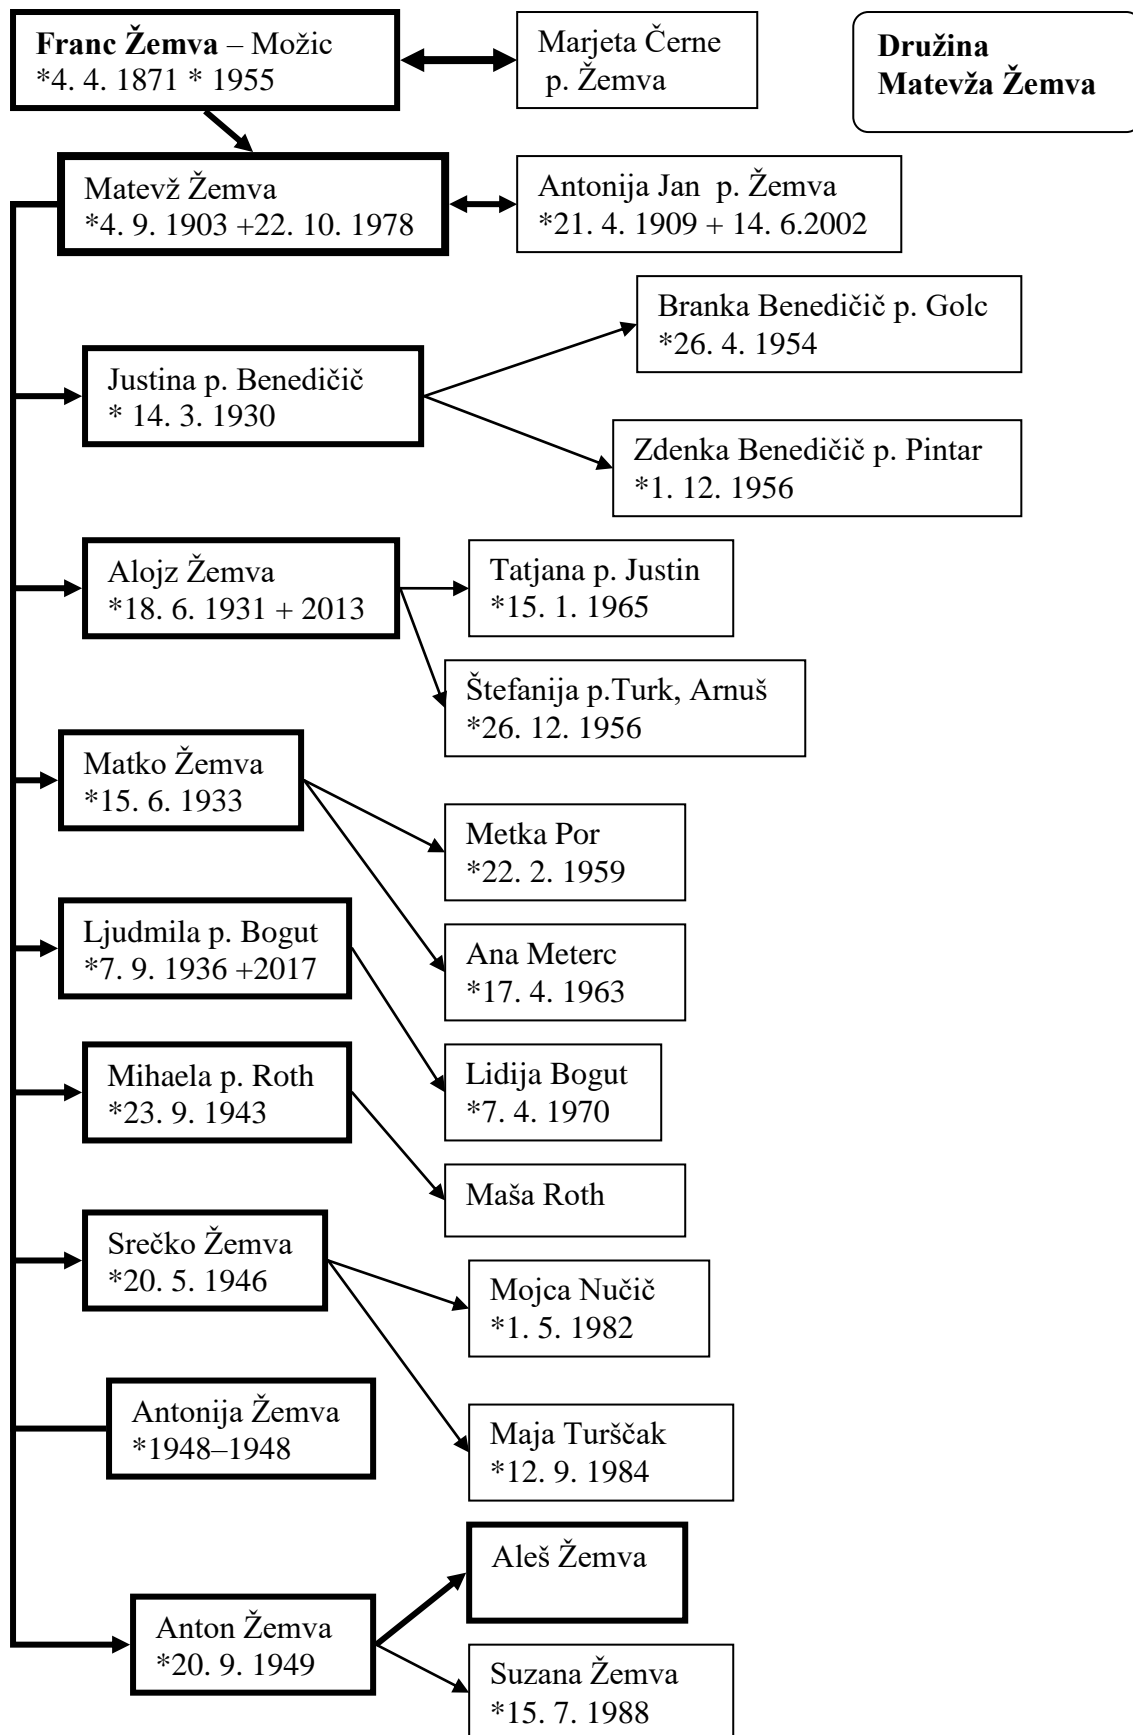 Franc Žemva – Možic
*4. 4. 1871 * 1955
Marjeta Černe
p. Žemva
Družina
Matevža Žemva
Matevž Žemva
*4. 9. 1903 +22. 10. 1978
Antonija Jan p. Žemva
*21. 4. 1909 + 14. 6.2002
Branka Benedičič p. Golc
*26. 4. 1954
Justina p. Benedičič
* 14. 3. 1930
Zdenka Benedičič p. Pintar
*1. 12. 1956
Alojz Žemva
*18. 6. 1931 + 2013
Tatjana p. Justin
*15. 1. 1965
Štefanija p.Turk, Arnuš
*26. 12. 1956
Matko Žemva
*15. 6. 1933
Metka Por
*22. 2. 1959
Ljudmila p. Bogut
*7. 9. 1936 +2017
Ana Meterc
*17. 4. 1963
Mihaela p. Roth
*23. 9. 1943
Lidija Bogut
*7. 4. 1970
Maša Roth
Srečko Žemva
*20. 5. 1946
Mojca Nučič
*1. 5. 1982
Antonija Žemva
*1948–1948
Maja Turščak
*12. 9. 1984
Aleš Žemva
Anton Žemva
*20. 9. 1949
Suzana Žemva
*15. 7. 1988